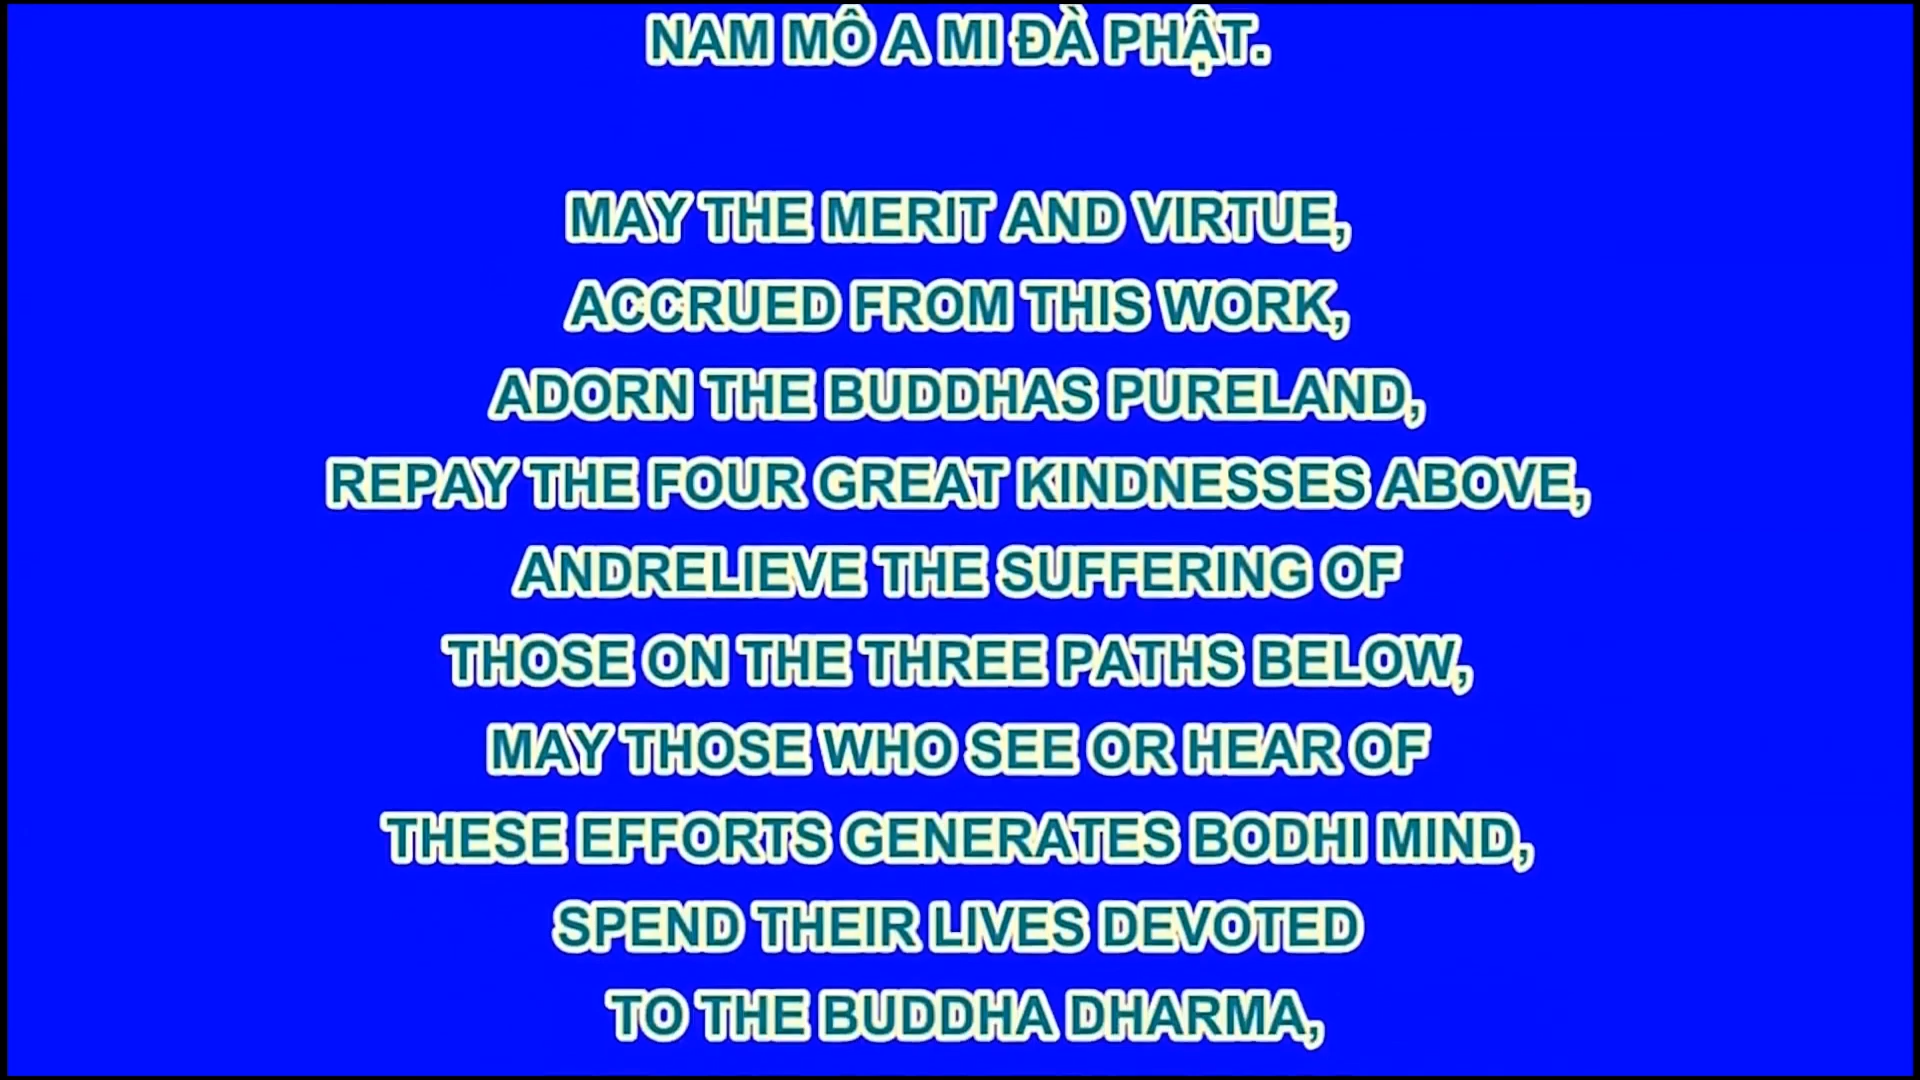 NAM MÔ A MI ĐÀ PHẬT.
MAY THE MERIT AND VIRTUE,
ACCRUED FROM THIS WORK,
ADORN THE BUDDHAS PURELAND,
REPAY THE FOUR GREAT KINDNESSES ABOVE,
ANDRELIEVE THE SUFFERING OF
THOSE ON THE THREE PATHS BELOW,
MAY THOSE WHO SEE OR HEAR OF
THESE EFFORTS GENERATES BODHI MIND,
SPEND THEIR LIVES DEVOTED
TO THE BUDDHA DHARMA,